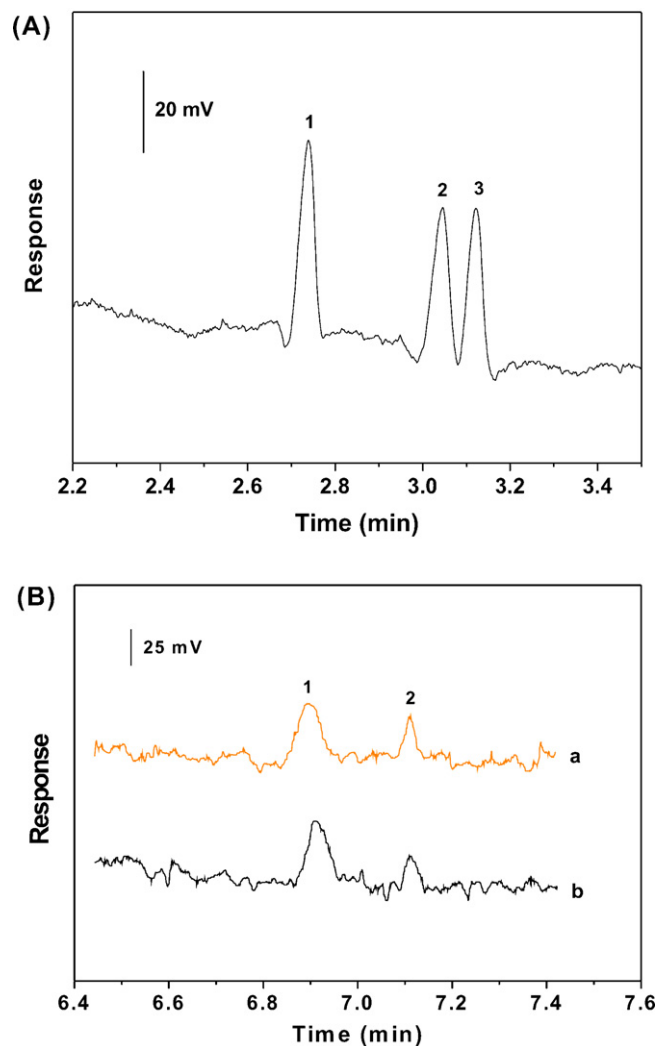 (A)
20 mV
1
2 3
Response
2.2 2.4 2.6 2.8 3.0 3.2 3.4
Time (min)
(B)
25 mV
1
2
a
b
Response
6.4 6.6 6.8 7.0 7.2 7.4 7.6
Time (min)